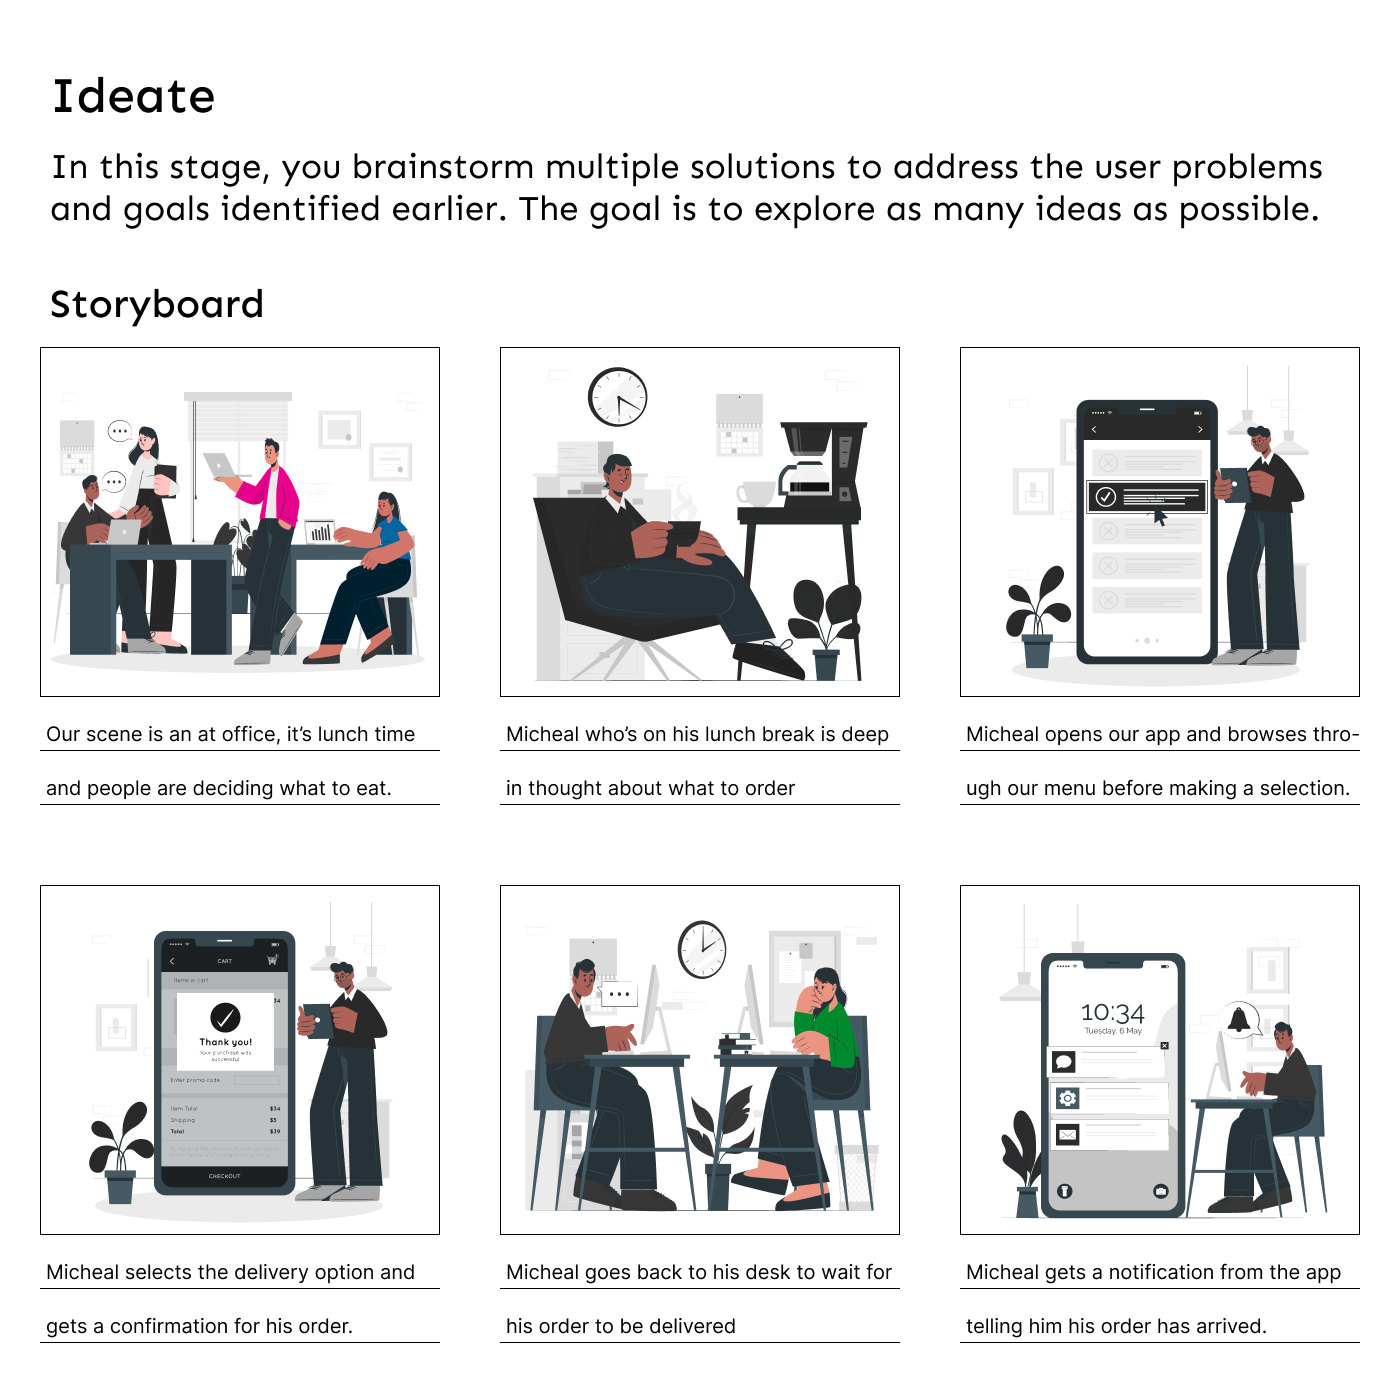 Ideate
In this stage, you brainstorm multiple solutions to address the user problems
and goals identified earlier. The goal is to explore as many ideas as possible.
Storyboard
Our scene is an at office, it’s lunch time
and people are deciding what to eat.
Micheal who’s on his lunch break is deep
in thought about what to order
Micheal opens our app and browses thro-
ugh our menu before making a selection.
CART
Items in cart
34
Thank you!
Your purchase was
successful
Enter promo code
Item Total $34
Shipping $5
Total $39
CHECKOUT
Micheal selects the delivery option and
gets a confirmation for his order.
Micheal goes back to his desk to wait for
his order to be delivered
10:34
Tuesday, 6 May
Micheal gets a notification from the app
telling him his order has arrived.